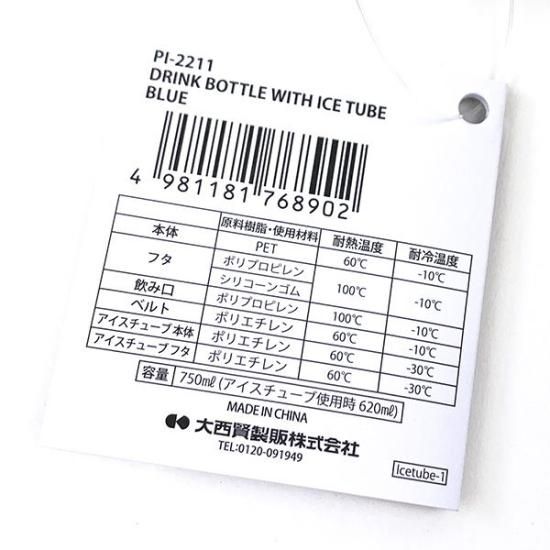 PI-2211
DRINK BOTTLE WITH ICE TUBE
BLUE
4 981181 768902
原料樹脂・使用材料 耐熱温度 耐冷温度
本体 PET 60℃ -10℃
フタ ポリプロピレン 100℃ -10℃
シリコーンゴム
飲み口 ポリプロピレン 100℃ -10℃
ベルト ポリエチレン 60℃ -10℃
アイスチューブ 本体 ポリエチレン 60℃ -30℃
アイスチューブ フタ ポリエチレン 60℃ -30℃
容量 750㎖ (アイスチューブ使用時 620㎖)
MADE IN CHINA
大西賢製販株式会社
TEL:0120-091949
Icetube-1